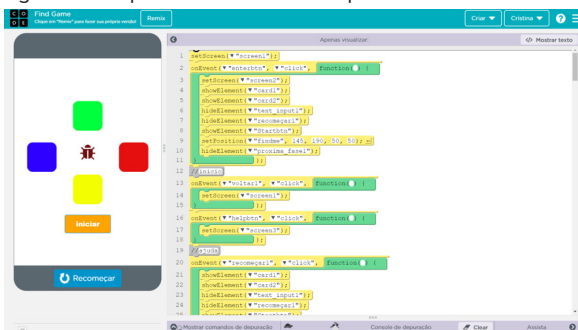 C O
D E
Find Game
Clique em "Remix" para fazer sua própria versão!
Remix
Criar
Cristina
?
Apenas visualizar
</> Mostrar texto
iniciar
Recomeçar
1 setScreen("screen1");
2 onEvent("enterbtn", "click", function() {
3 setScreen("screen2");
4 showElement("card1");
5 showElement("card2");
6 hideElement("text_input1");
7 hideElement("recomeçar1");
8 showElement("Startbtn");
9 setPosition("findme", 145, 190, 50, 50);
10 hideElement("proxima_fase1");
11 });
12 //inicio
13 onEvent("voltar1", "click", function() {
14 setScreen("screen1");
15 });
16 onEvent("helpbtn", "click", function() {
17 setScreen("screen3");
18 });
19 //ajuda
20 onEvent("recomeçar1", "click", function() {
21 showElement("card1");
22 showElement("card2");
23 hideElement("text_input1");
24 hideElement("recomeçar1");
Mostrar comandos de depuração
Console de depuração
Clear
Assista